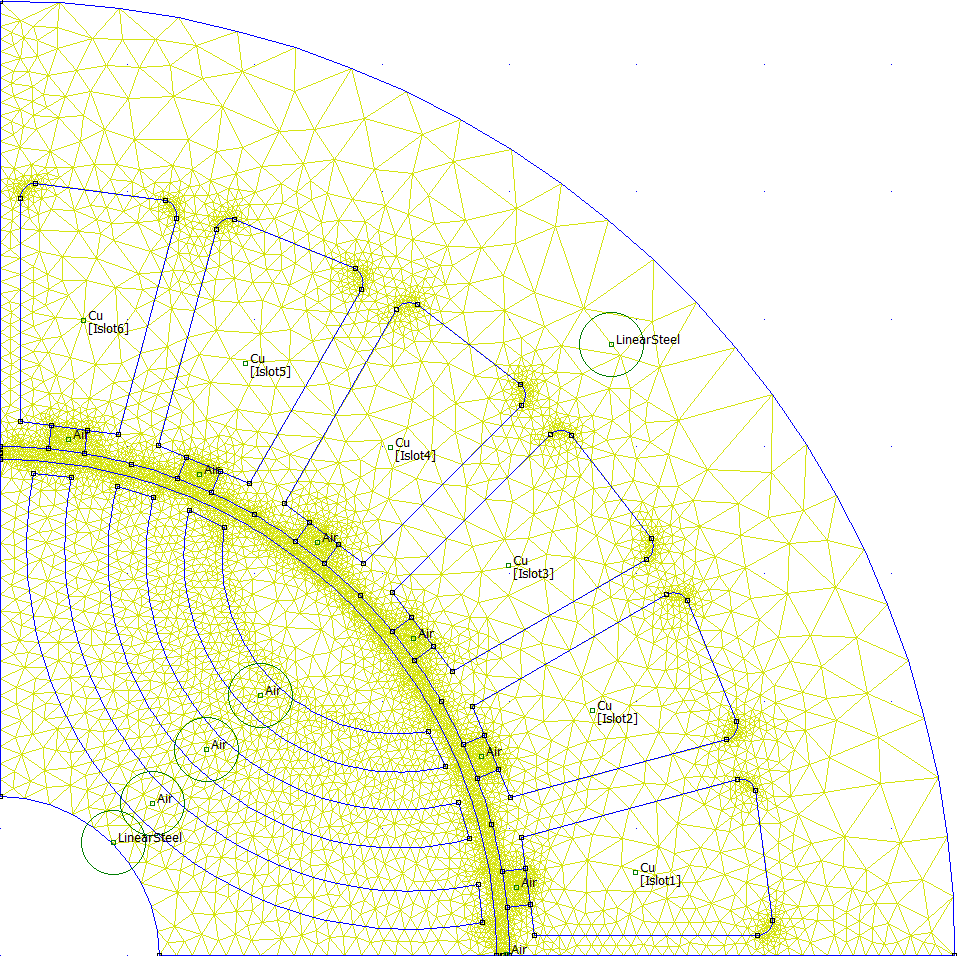 Cu
[Islot6]
LinearSteel
Cu
[Islot5]
Air
Cu
[Islot4]
Air
Air
Cu
[Islot3]
Air
Air
Cu
[Islot2]
Air
Air
Air
LinearSteel
Cu
[Islot1]
Air
Air